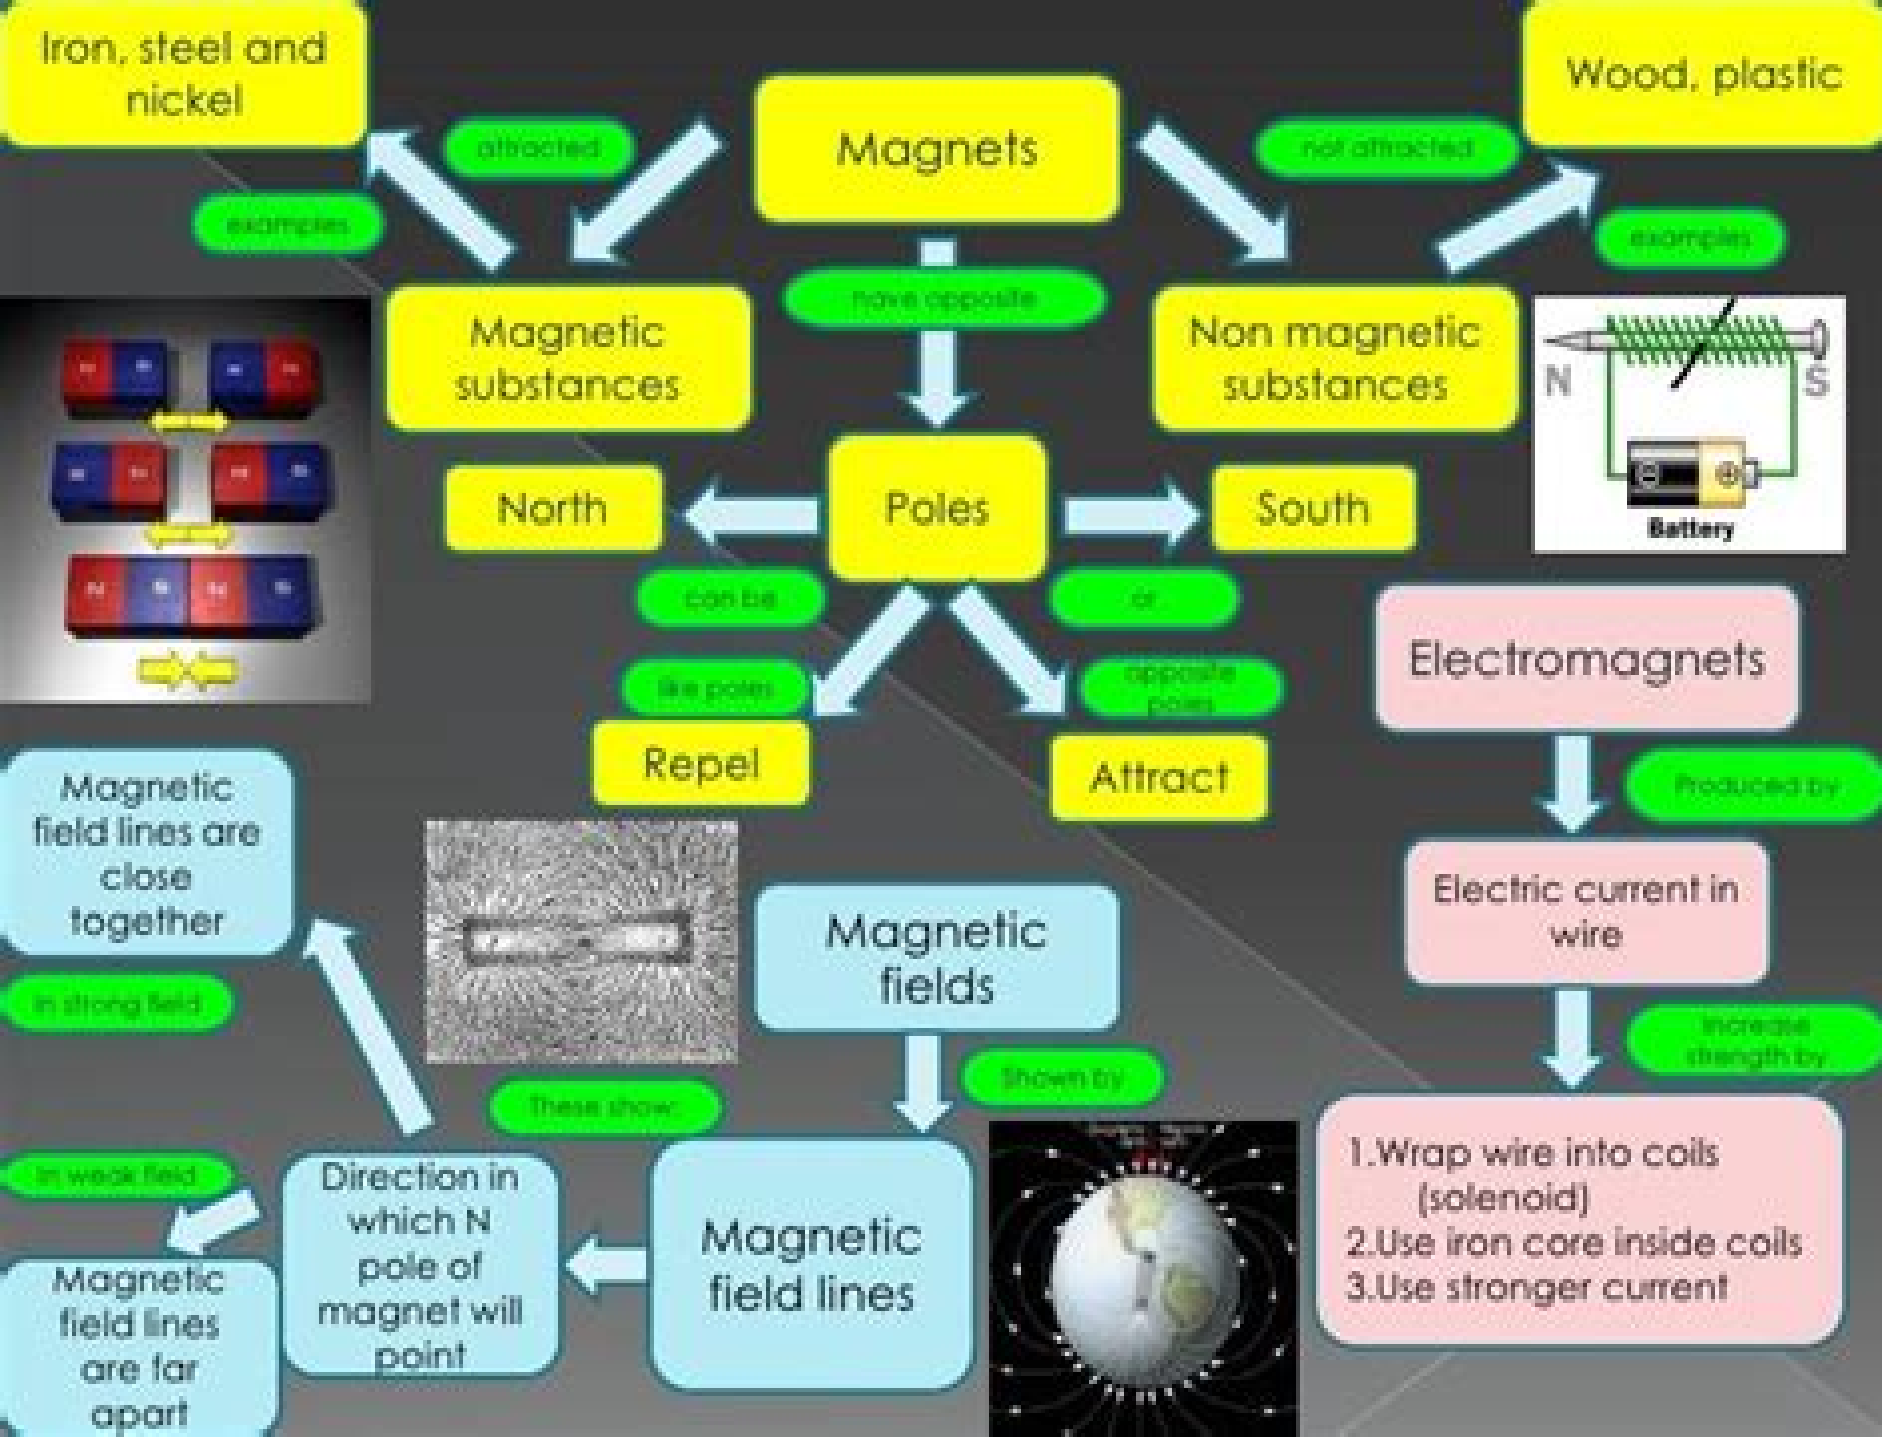 Iron, steel and
nickel
Wood, plastic
Magnets
attracted
not attracted
examples
examples
have opposite
Magnetic
substances
Non magnetic
substances
N
S
Battery
North
Poles
South
can be
or
like poles
opposite
poles
Repel
Attract
Electromagnets
Produced by
Electric current in
wire
Increase
strength by
1.Wrap wire into coils
(solenoid)
2.Use iron core inside coils
3.Use stronger current
Magnetic
field lines are
close
together
In strong field
Magnetic
fields
Shown by
These show:
In weak field
Direction in
which N
pole of
magnet will
point
Magnetic
field lines
Magnetic
field lines
are far
apart